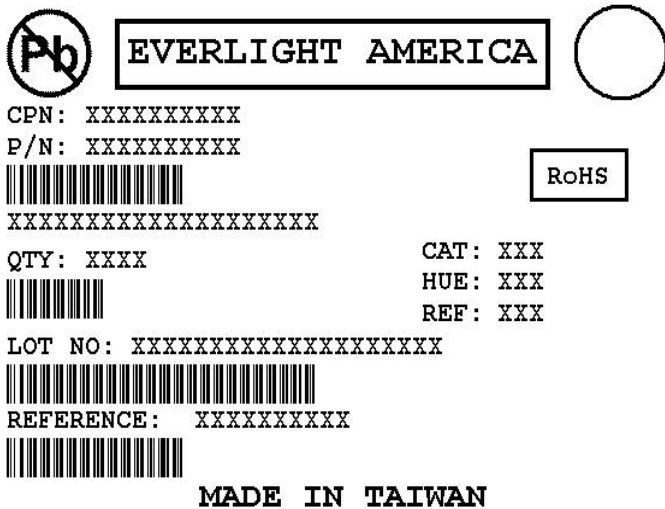 Pb
EVERLIGHT AMERICA
CPN: XXXXXXXXXX
P/N: XXXXXXXXXX
RoHS
XXXXXXXXXXXXXXXXXXXX
QTY: XXXX
CAT: XXX
HUE: XXX
REF: XXX
LOT NO: XXXXXXXXXXXXXXXXXXXX
REFERENCE: XXXXXXXXXX
MADE IN TAIWAN